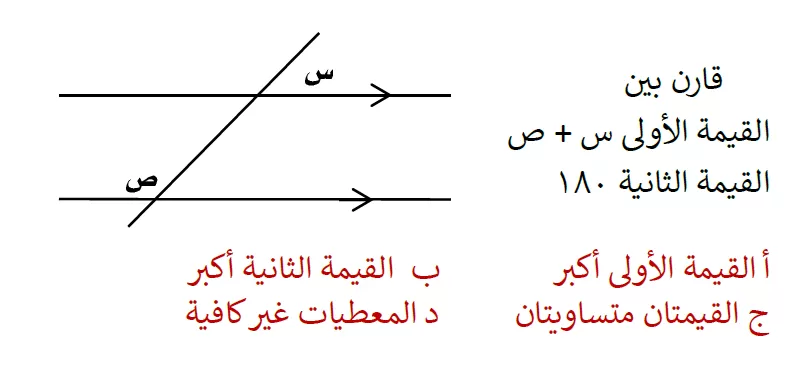 س
ص
قارن بين
القيمة الأولى س + ص
القيمة الثانية ١٨٠
أ القيمة الأولى أكبر
ب القيمة الثانية أكبر
ج القيمتان متساويتان
د المعطيات غير كافية